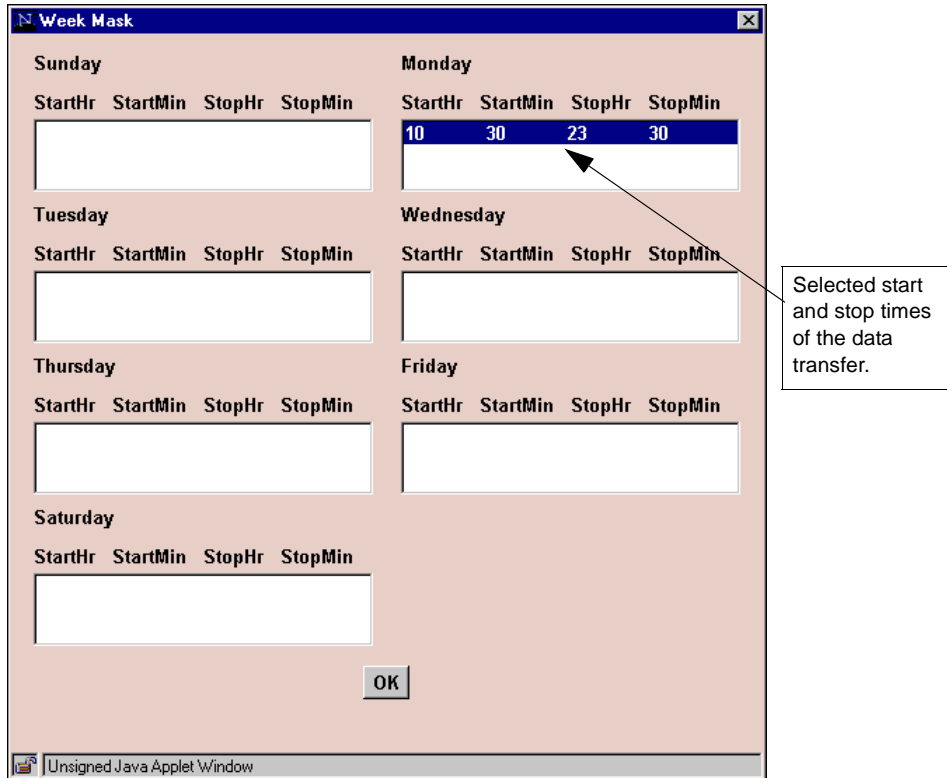 Week Mask
Sunday
StartHr StartMin StopHr StopMin
Monday
StartHr StartMin StopHr StopMin
10 30 23 30
Tuesday
StartHr StartMin StopHr StopMin
Wednesday
StartHr StartMin StopHr StopMin
Selected start
and stop times
of the data
transfer.
Thursday
StartHr StartMin StopHr StopMin
Friday
StartHr StartMin StopHr StopMin
Saturday
StartHr StartMin StopHr StopMin
OK
Unsigned Java Applet Window